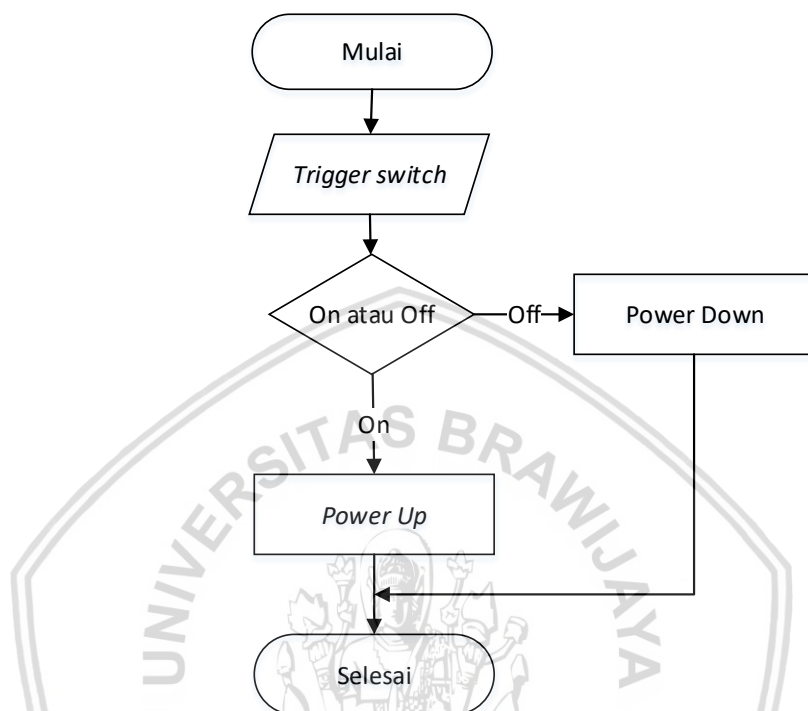 Mulai
Trigger switch
On atau Off
Off
Power Down
On
Power Up
Selesai
UNIVERSITAS BRAWIJAYA